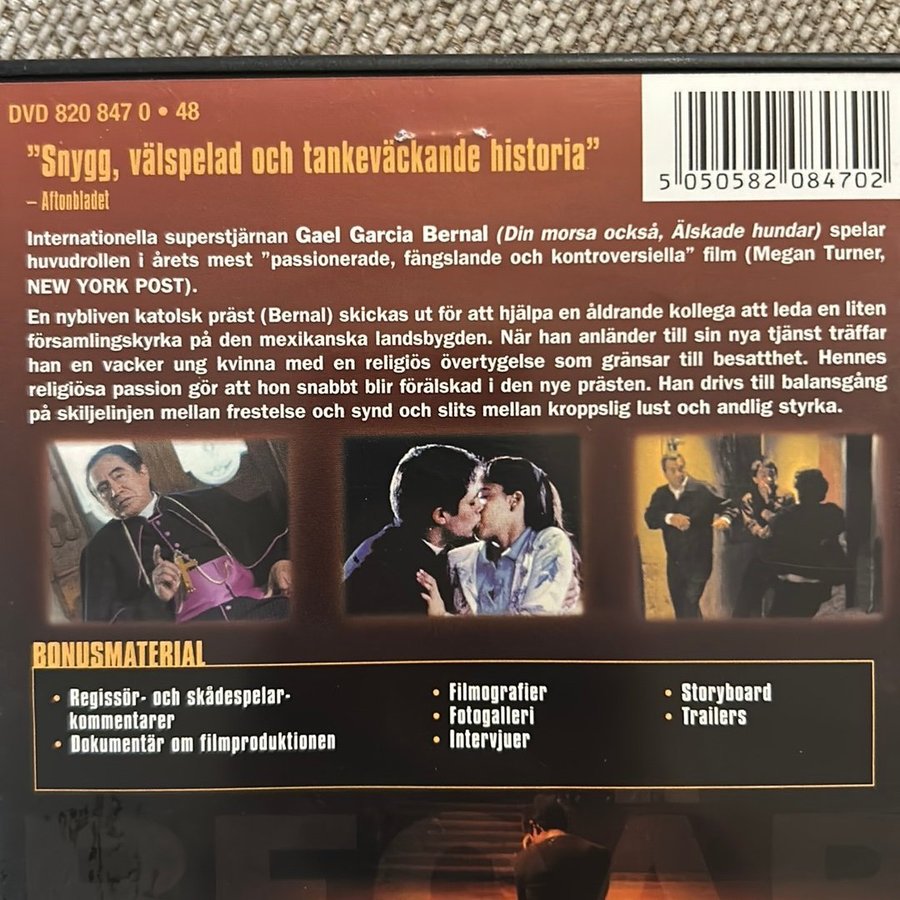 DVD 820 847 0 • 48
"Snygg, välspelad och tankeväckande historia"
– Aftonbladet
5 050582 084702
Internationella superstjärnan Gael Garcia Bernal (Din morsa också, Älskade hundar) spelar
huvudrollen i årets mest "passionerade, fängslande och kontroversiella" film (Megan Turner,
NEW YORK POST).
En nybliven katolsk präst (Bernal) skickas ut för att hjälpa en åldrande kollega att leda en liten
församlingskyrka på den mexikanska landsbygden. När han anländer till sin nya tjänst träffar
han en vacker ung kvinna med en religiös övertygelse som gränsar till besatthet. Hennes
religiösa passion gör att hon snabbt blir förälskad i den nye prästen. Han drivs till balansgång
på skiljelinjen mellan frestelse och synd och slits mellan kroppslig lust och andlig styrka.
BONUSMATERIAL
• Regissör- och skådespelar-
kommentarer
• Dokumentär om filmproduktionen
• Filmografier
• Fotogalleri
• Intervjuer
• Storyboard
• Trailers